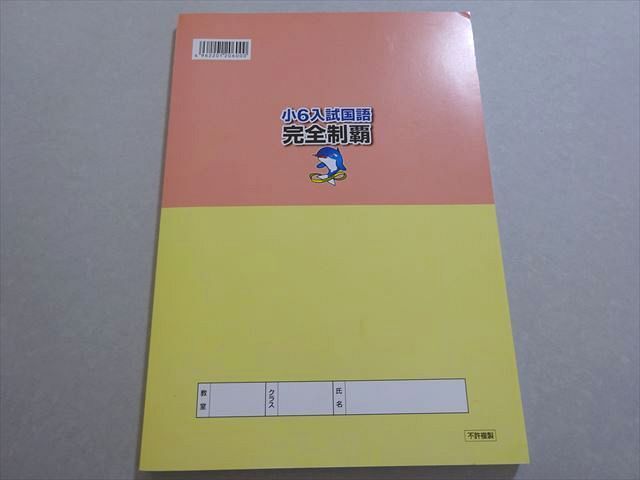 4962201206000
小6入試国語
完全制覇
教室
クラス
氏名
不許複製